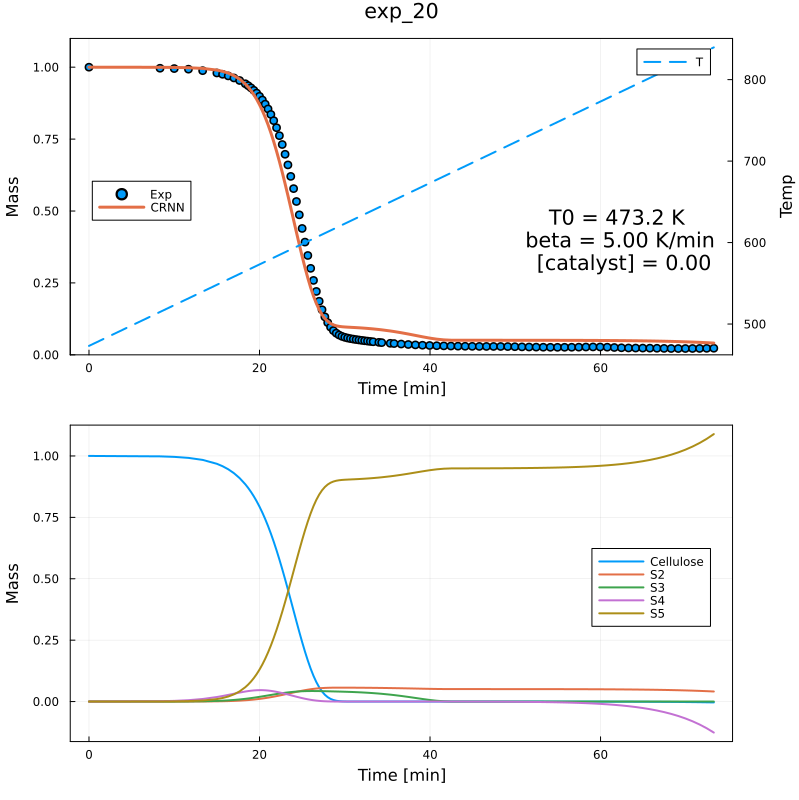 exp_20
1.00
0.75
0.50
0.25
0.00
Mass
0
20
40
60
Time [min]
800
700
600
500
Temp
T
Exp
CRNN
T0 = 473.2 K
beta = 5.00 K/min
[catalyst] = 0.00
1.00
0.75
0.50
0.25
0.00
Mass
0
20
40
60
Time [min]
Cellulose
S2
S3
S4
S5